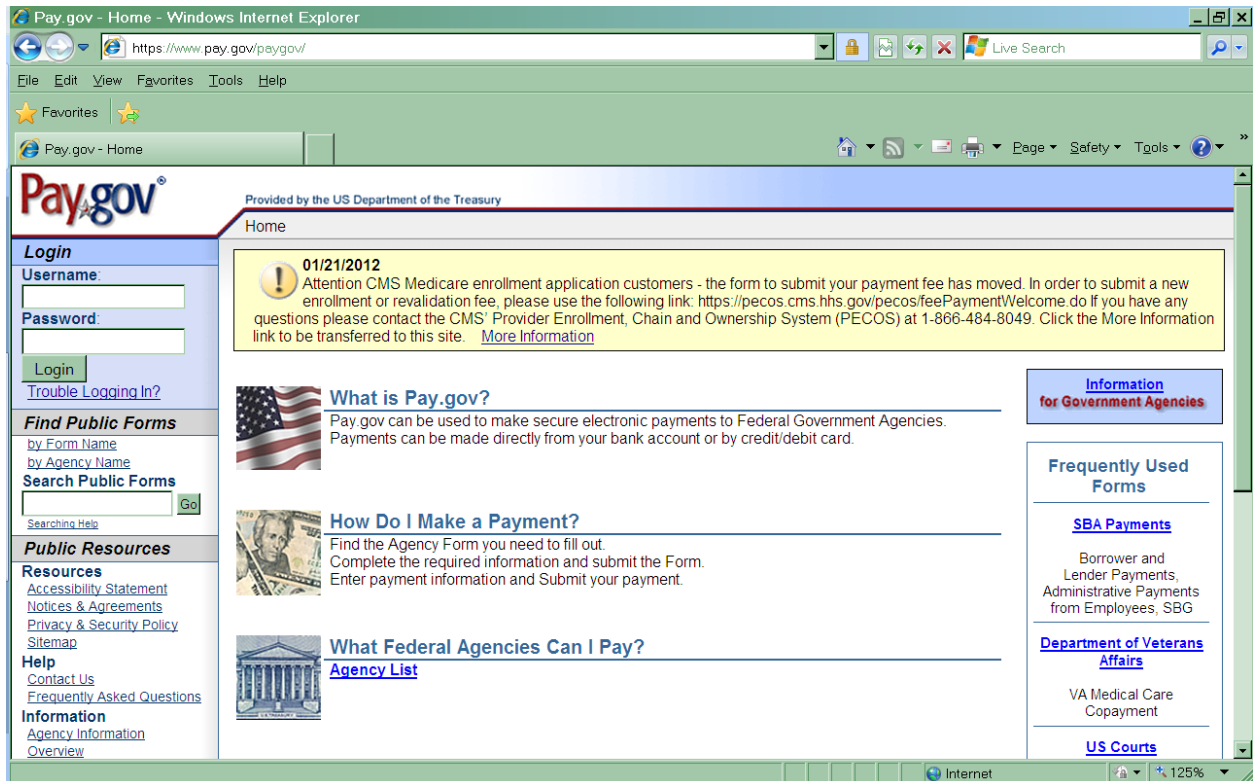 Pay.gov - Home - Windows Internet Explorer
https://www.pay.gov/paygov/
Live Search
File Edit View Favorites Tools Help
Favorites
Pay.gov - Home
Page Safety Tools
Pay.gov®
Provided by the US Department of the Treasury
Home
Login
Username:
Password:
Login
Trouble Logging In?
Find Public Forms
by Form Name
by Agency Name
Search Public Forms
Go
Searching Help
Public Resources
Resources
Accessibility Statement
Notices & Agreements
Privacy & Security Policy
Sitemap
Help
Contact Us
Frequently Asked Questions
Information
Agency Information
Overview
01/21/2012
Attention CMS Medicare enrollment application customers - the form to submit your payment fee has moved. In order to submit a new
enrollment or revalidation fee, please use the following link: https://pecos.cms.hhs.gov/pecos/feePaymentWelcome.do If you have any
questions please contact the CMS' Provider Enrollment, Chain and Ownership System (PECOS) at 1-866-484-8049. Click the More Information
link to be transferred to this site. More Information
What is Pay.gov?
Pay.gov can be used to make secure electronic payments to Federal Government Agencies.
Payments can be made directly from your bank account or by credit/debit card.
How Do I Make a Payment?
Find the Agency Form you need to fill out.
Complete the required information and submit the Form.
Enter payment information and Submit your payment.
What Federal Agencies Can I Pay?
Agency List
Information
for Government Agencies
Frequently Used
Forms
SBA Payments
Borrower and
Lender Payments,
Administrative Payments
from Employees, SBG
Department of Veterans
Affairs
VA Medical Care
Copayment
US Courts
Internet
125%